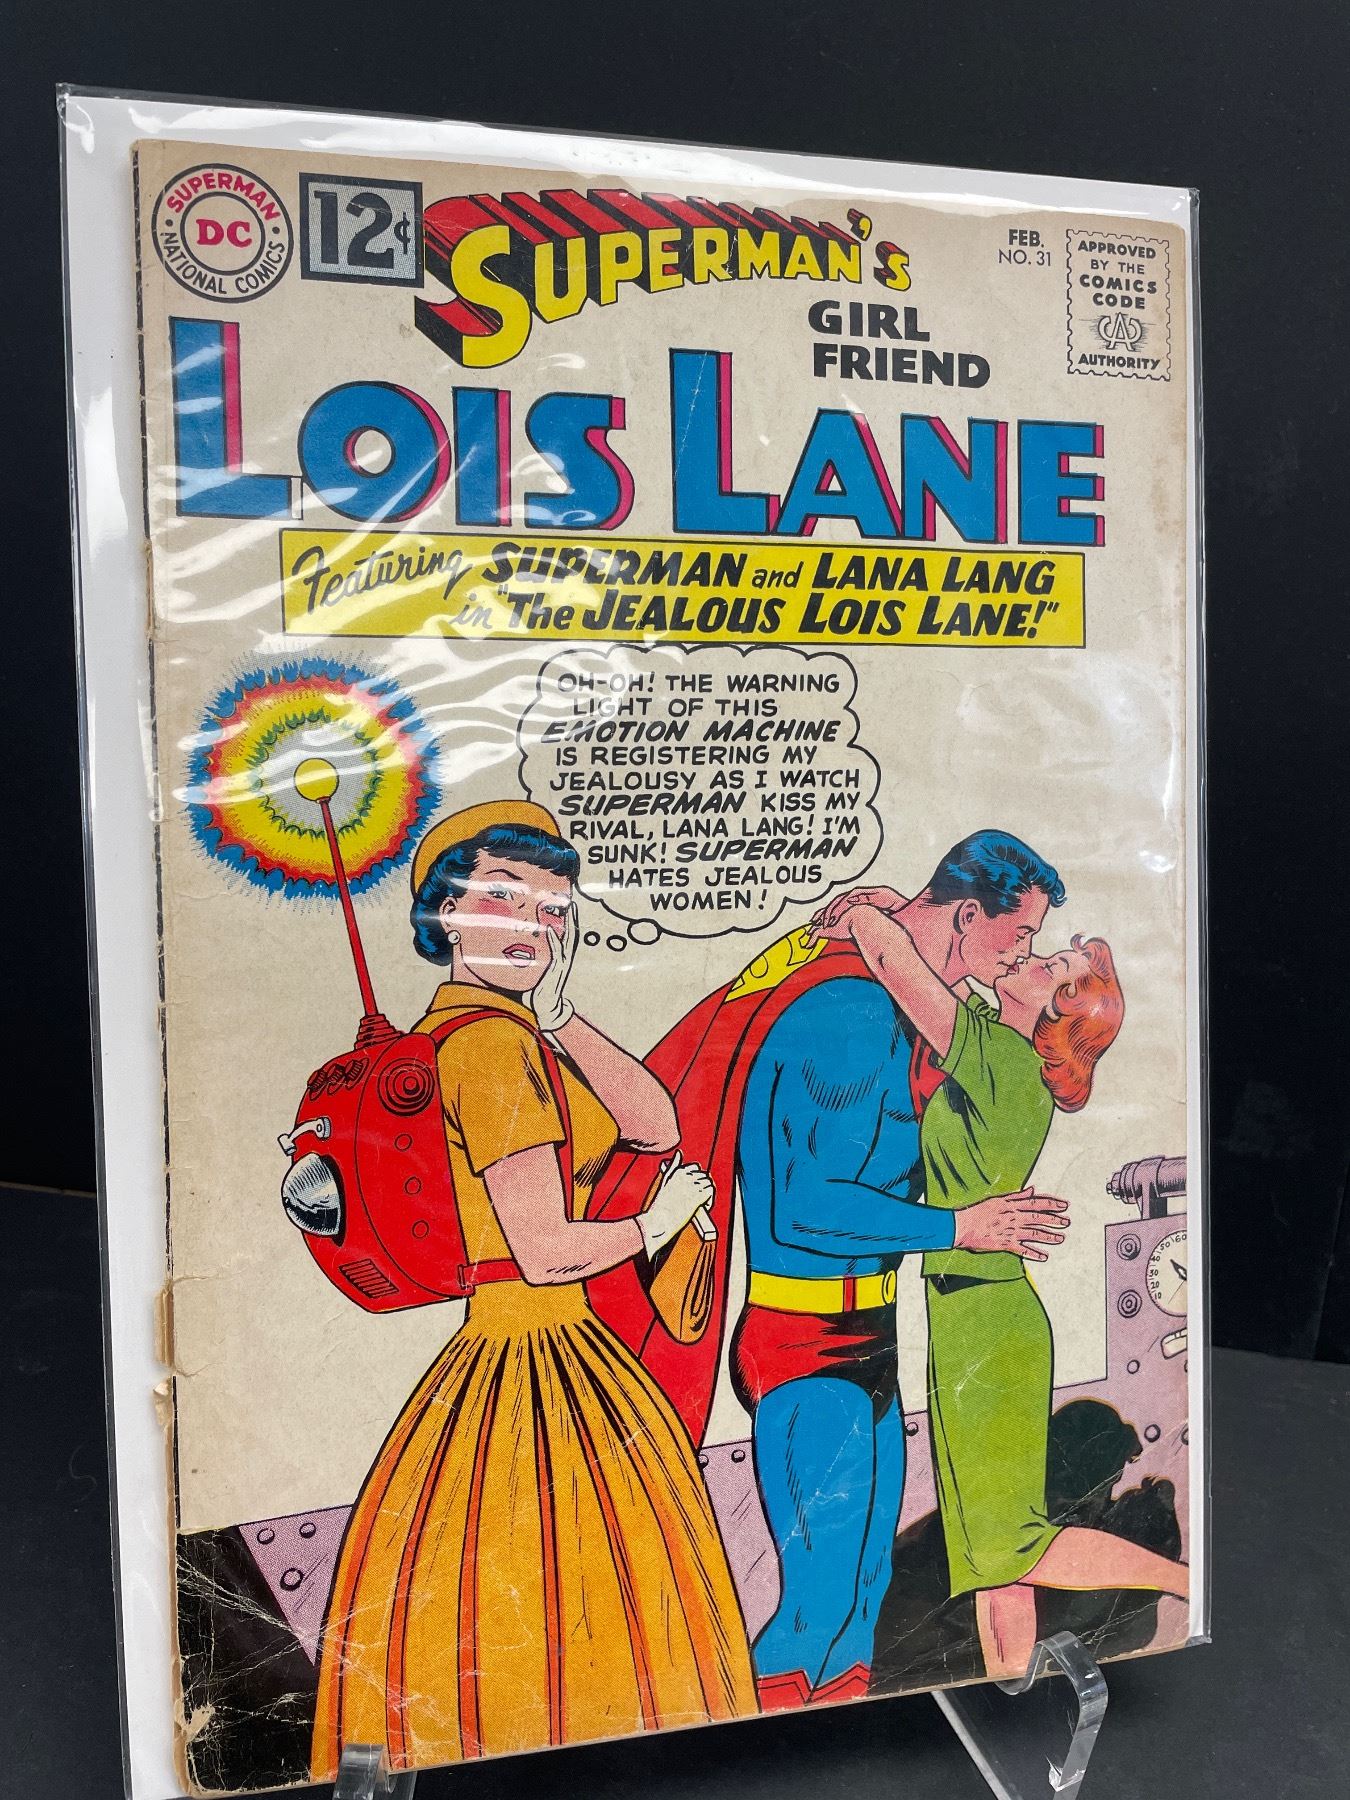 SUPERMAN
DC
NATIONAL COMICS
12¢
SUPERMAN'S
GIRL
FRIEND
LOIS LANE
FEB.
NO. 31
APPROVED
BY THE
COMICS
CODE
CA
AUTHORITY
Featuring SUPERMAN and LANA LANG
in "The JEALOUS LOIS LANE!"
OH-OH! THE WARNING
LIGHT OF THIS
EMOTION MACHINE
IS REGISTERING MY
JEALOUSY AS I WATCH
SUPERMAN KISS MY
RIVAL, LANA LANG! I'M
SUNK! SUPERMAN
HATES JEALOUS
WOMEN!